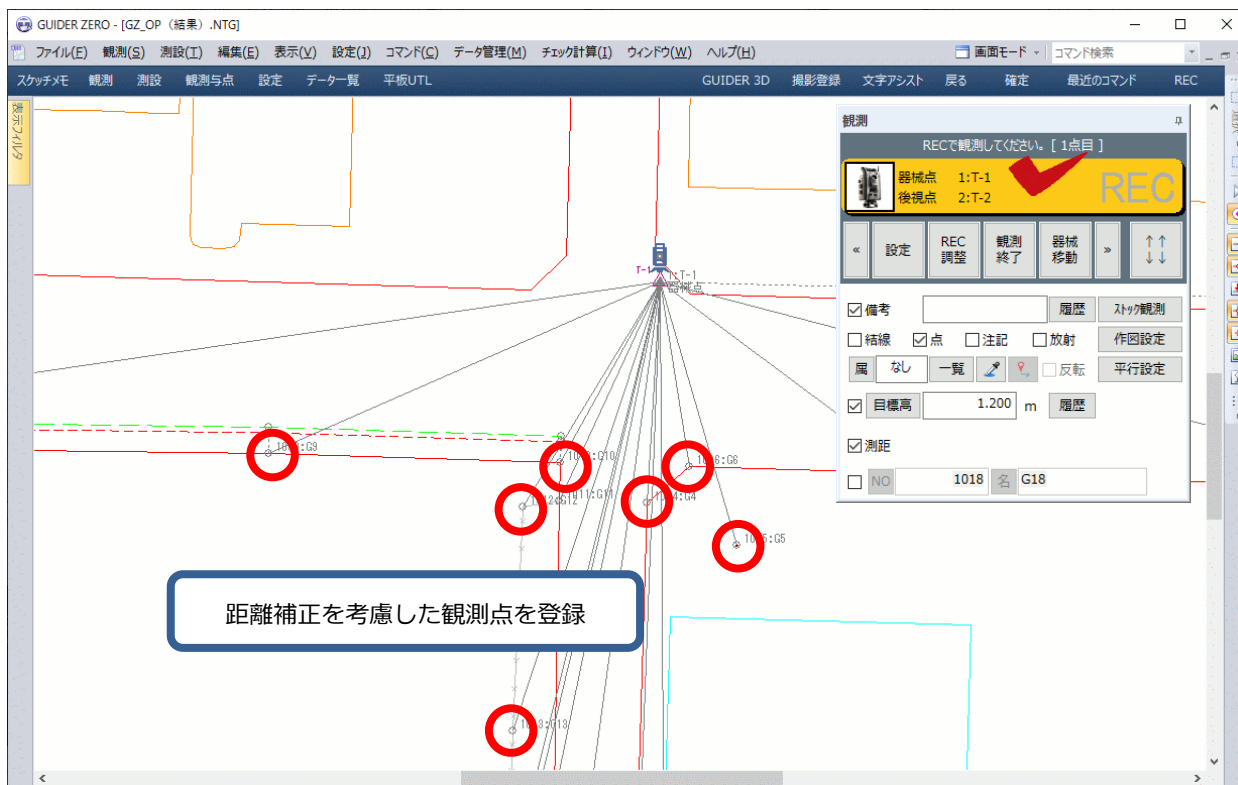 GUIDER ZERO - [GZ_OP（結果）.NTG]
ファイル(F) 観測(S) 測設(T) 編集(E) 表示(V) 設定(J) コマンド(C) データ管理(M) チェック計算(I) ウィンドウ(W) ヘルプ(H) 画面モード コマンド検索
スケッチメモ 観測 測設 観測与点 設定 データ一覧 平板UTL GUIDER 3D 撮影登録 文字アシスト 戻る 確定 最近のコマンド REC
表示フィルタ
観測
RECで観測してください。[ 1点目 ]
器械点 1:T-1
後視点 2:T-2
REC
« 設定 REC調整 観測終了 器械移動 » ↑↑↓↓
備考 履歴 ストック観測
結線 点 注記 放射 作図設定
属 なし 一覧 反転 平行設定
目標高 1.200 m 履歴
測距
NO 1018 名 G18
T-1
1:T-1
器械点
:G9
:G10
11:G11
G12
:G6
:G4
:G5
:G13
距離補正を考慮した観測点を登録